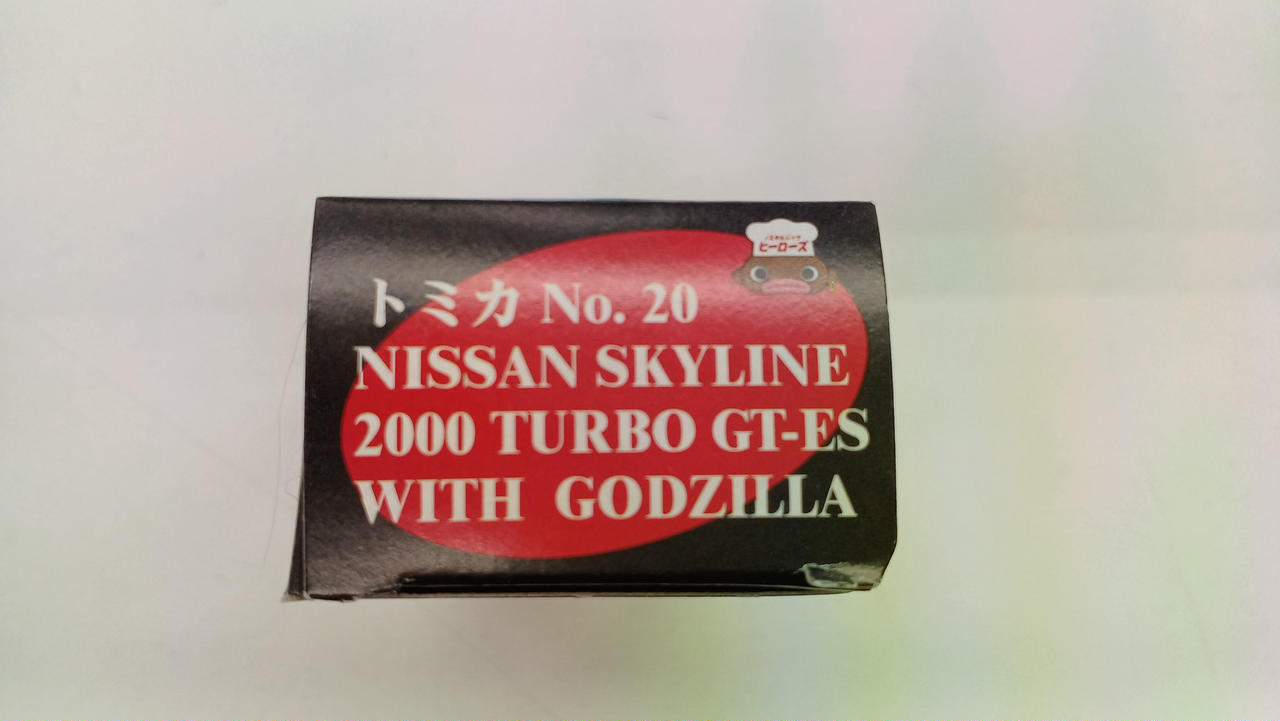 ヒーローズ
トミカ No. 20
NISSAN SKYLINE
2000 TURBO GT-ES
WITH GODZILLA